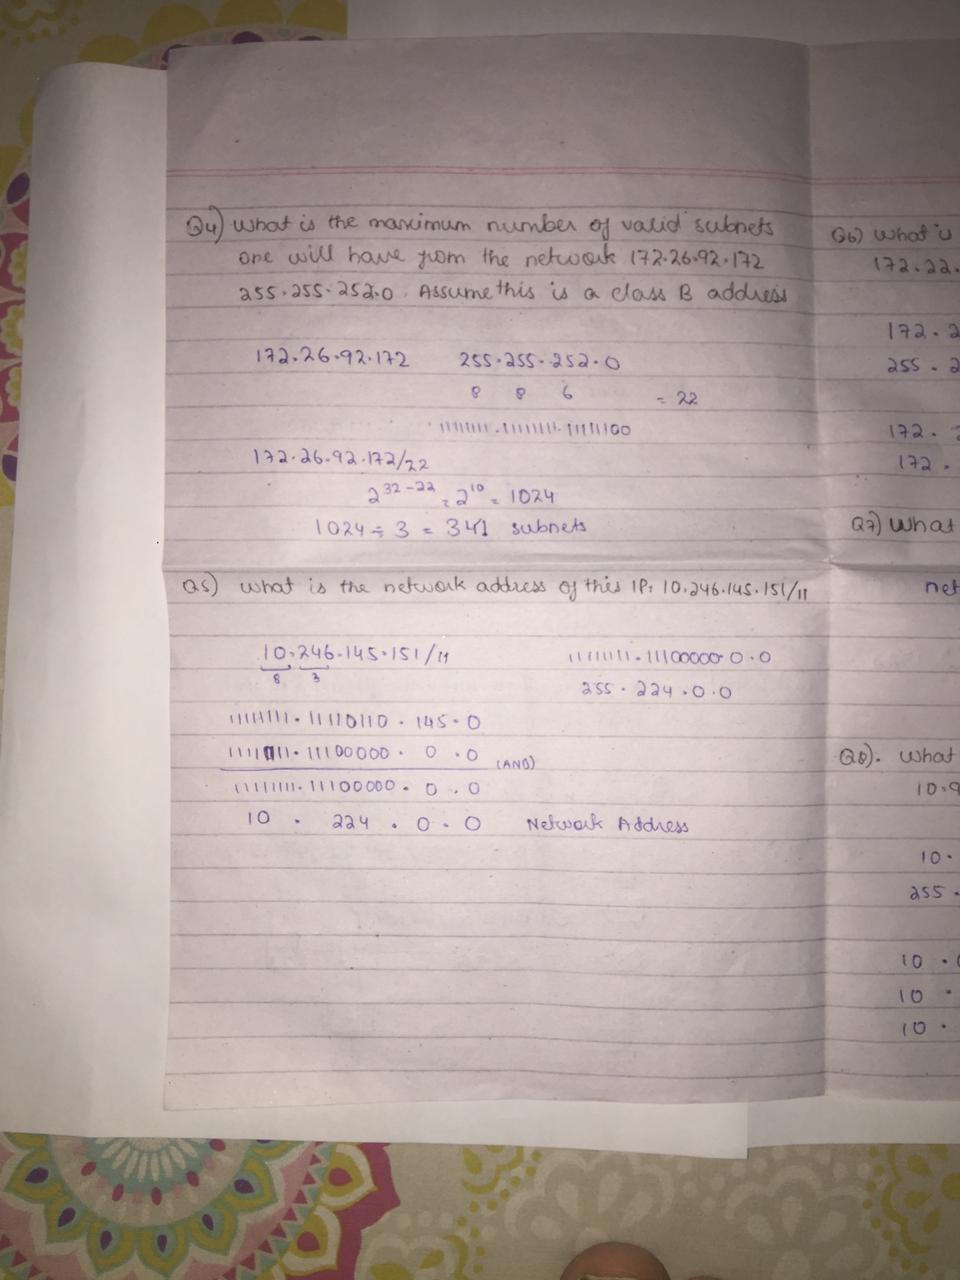 Q4) What is the maximum number of valid subnets
one will have from the network 172.26.92.172
255.255.252.0. Assume this is a class B address
172.26.92.172 255.255.252.0
8 8 6 = 22
11111111.11111111.11111100
172.26.92.172/22
2^32-22 = 2^10 = 1024
1024 ÷ 3 = 341 subnets
Q5) What is the network address of this IP: 10.246.145.151/11
10.246.145.151/11 11111111.11100000.0.0
8 3
255.224.0.0
11111111.11110110.145.0
11111111.11100000.0.0 (AND)
11111111.11100000.0.0
10.224.0.0 Network Address
Q6) What is
172.22.
172.2
255.2
172.
172.
Q7) What
net
Q8). What
10.9
10.
255.
10.0
10.
10.